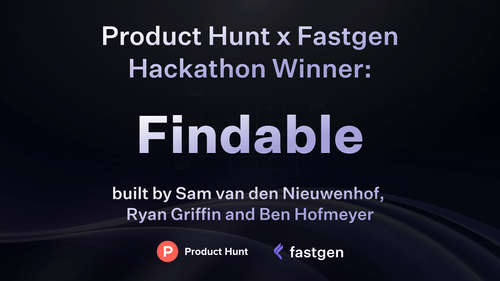 Product Hunt x Fastgen
Hackathon Winner:
Findable
built by Sam van den Nieuwenhof,
Ryan Griffin and Ben Hofmeyer
P Product Hunt fastgen